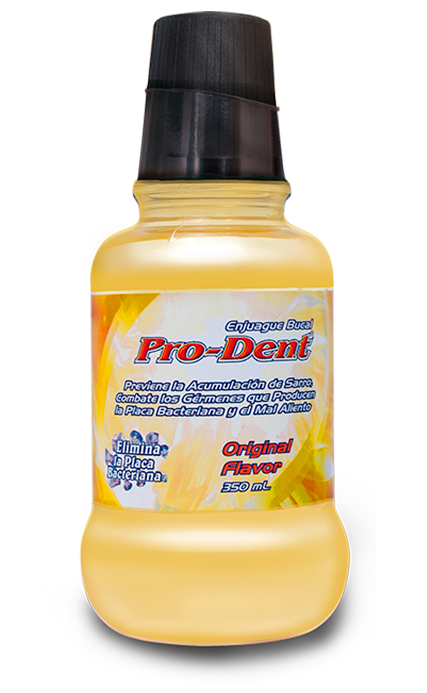 Enjuague Bucal
Pro-Dent
Previene la Acumulación de Sarro,
Combate los Gérmenes que Producen
la Placa Bacteriana y el Mal Aliento
Elimina
la Placa
Bacteriana
Original
Flavor
350 mL